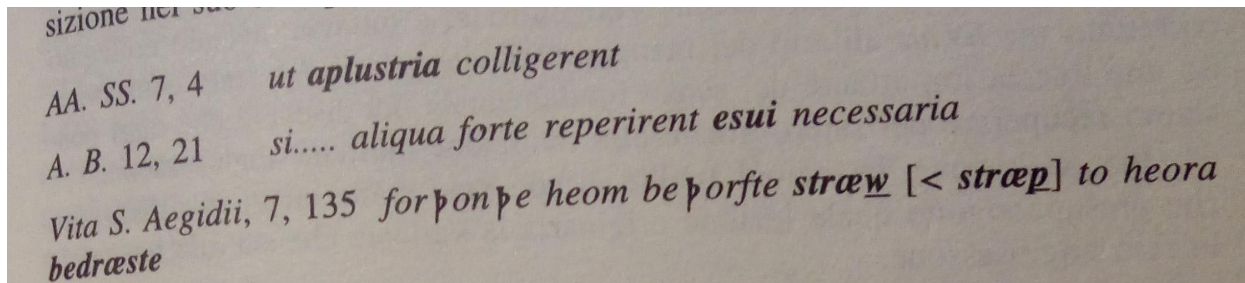 sizione nel
AA. SS. 7, 4 ut aplustria colligerent
A. B. 12, 21 si..... aliqua forte reperirent esui necessaria
Vita S. Aegidii, 7, 135 forþonþe heom beþorfte stræw [< stræp] to heora
bedræste